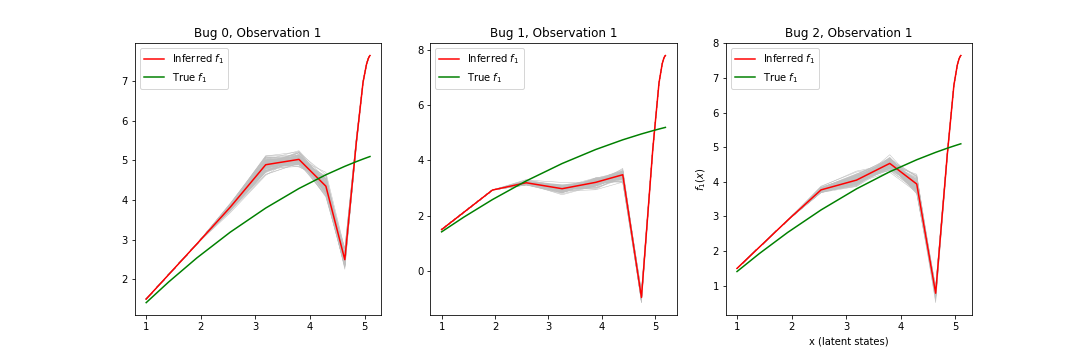 Bug 0, Observation 1
Inferred f₁
True f₁
7
6
5
4
3
2
1 2 3 4 5
Bug 1, Observation 1
Inferred f₁
True f₁
8
6
4
2
0
1 2 3 4 5
Bug 2, Observation 1
Inferred f₁
True f₁
f₁(x)
8
7
6
5
4
3
2
1
1 2 3 4 5
x (latent states)